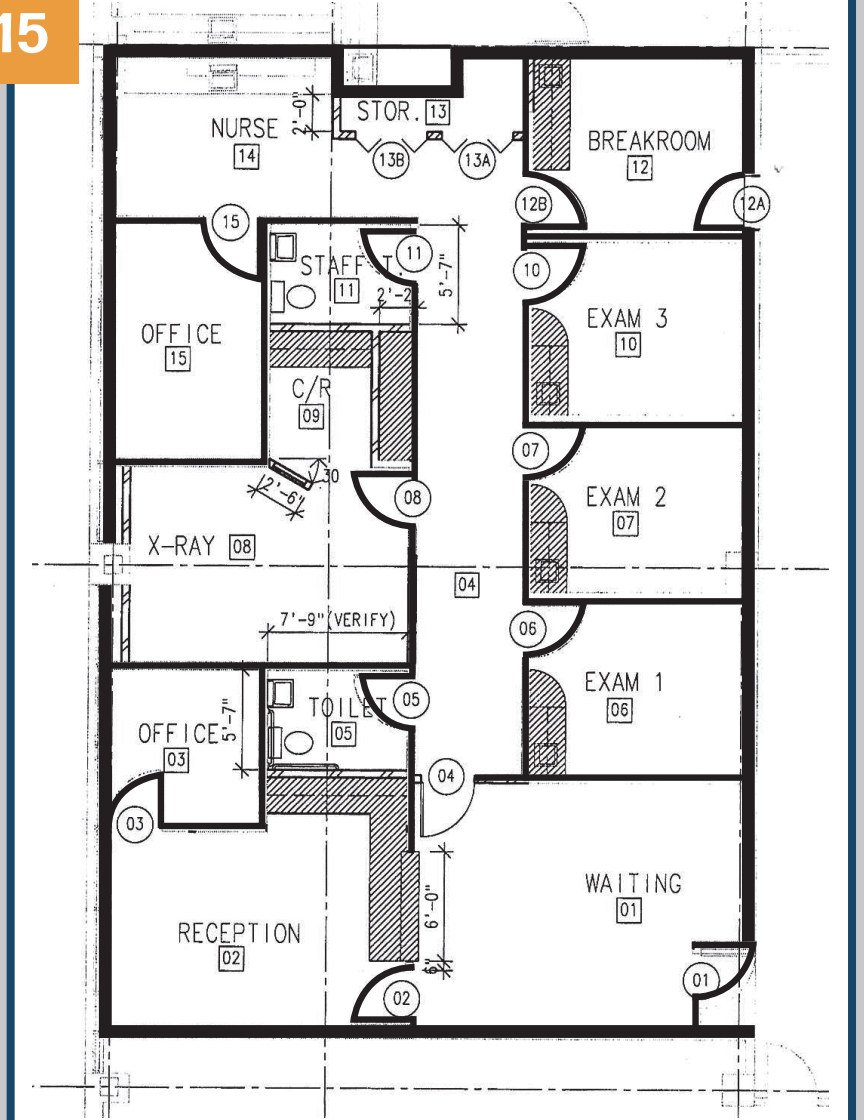 15
STOR. 13
2'-0"
NURSE
14
BREAKROOM
12
13B
13A
12B
12A
15
11
STAFF T.
11
5'-7"
10
2'-2
EXAM 3
10
OFFICE
15
C/R
09
07
30
2'-6"
08
EXAM 2
07
X-RAY 08
04
7'-9"(VERIFY)
06
EXAM 1
06
05
TOILET
05
5'-7"
OFFICE
03
04
03
WAITING
01
6'-0"
RECEPTION
02
6"
02
01